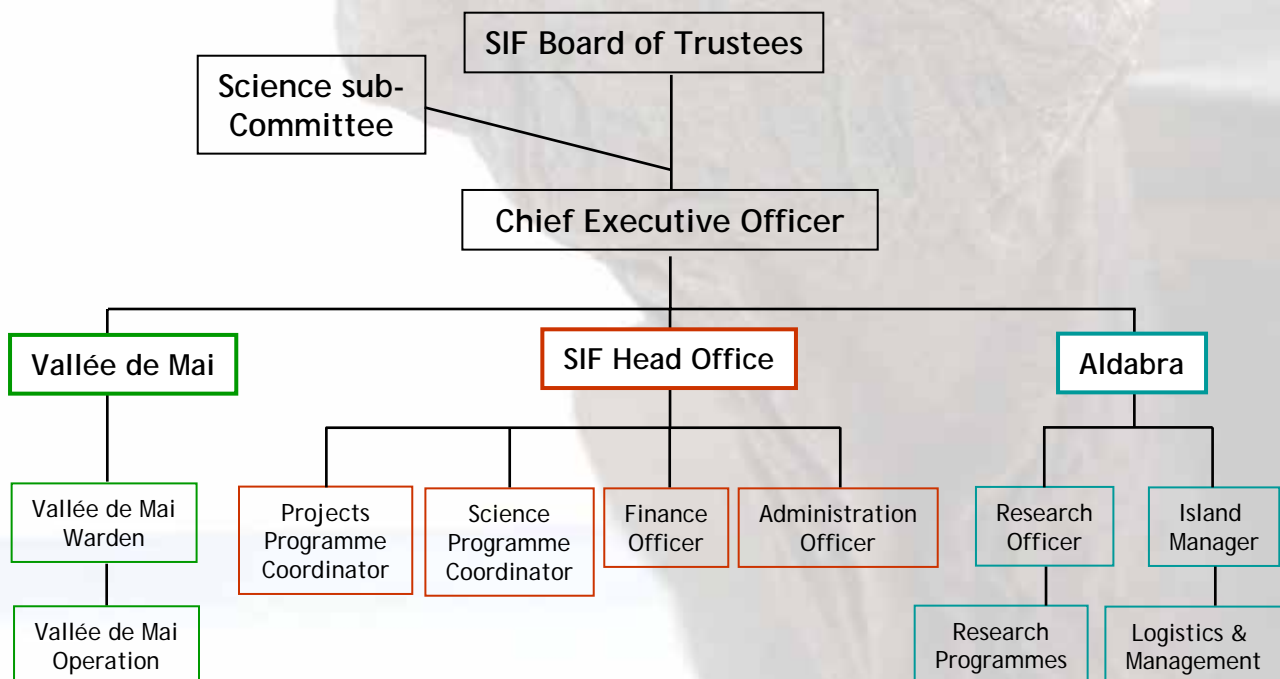 SIF Board of Trustees
Science sub-
Committee
Chief Executive Officer
Vallée de Mai
SIF Head Office
Aldabra
Vallée de Mai
Warden
Projects
Programme
Coordinator
Science
Programme
Coordinator
Finance
Officer
Administration
Officer
Research
Officer
Island
Manager
Vallée de Mai
Operation
Research
Programmes
Logistics &
Management